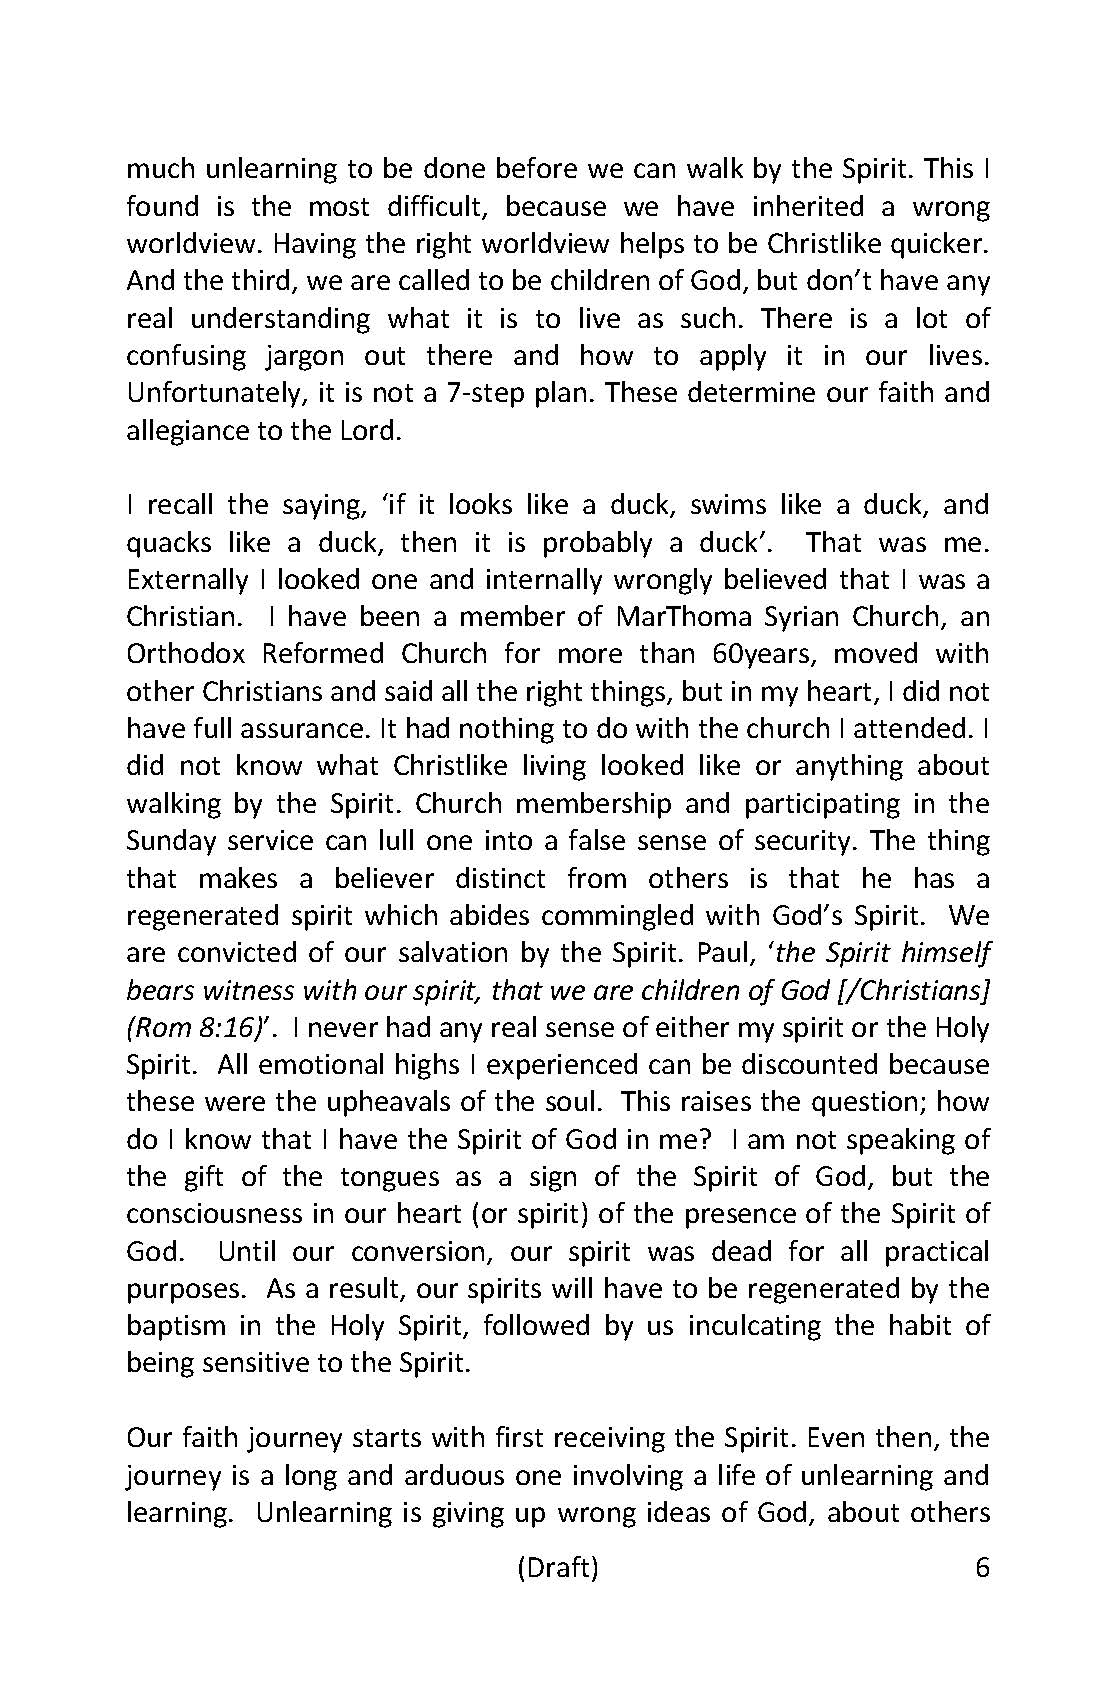 much unlearning to be done before we can walk by the Spirit. This I
found is the most difficult, because we have inherited a wrong
worldview. Having the right worldview helps to be Christlike quicker.
And the third, we are called to be children of God, but don’t have any
real understanding what it is to live as such. There is a lot of
confusing jargon out there and how to apply it in our lives.
Unfortunately, it is not a 7-step plan. These determine our faith and
allegiance to the Lord.
I recall the saying, ‘if it looks like a duck, swims like a duck, and
quacks like a duck, then it is probably a duck’. That was me.
Externally I looked one and internally wrongly believed that I was a
Christian. I have been a member of MarThoma Syrian Church, an
Orthodox Reformed Church for more than 60years, moved with
other Christians and said all the right things, but in my heart, I did not
have full assurance. It had nothing to do with the church I attended. I
did not know what Christlike living looked like or anything about
walking by the Spirit. Church membership and participating in the
Sunday service can lull one into a false sense of security. The thing
that makes a believer distinct from others is that he has a
regenerated spirit which abides commingled with God’s Spirit. We
are convicted of our salvation by the Spirit. Paul, ‘the Spirit himself
bears witness with our spirit, that we are children of God [/Christians]
(Rom 8:16)’. I never had any real sense of either my spirit or the Holy
Spirit. All emotional highs I experienced can be discounted because
these were the upheavals of the soul. This raises the question; how
do I know that I have the Spirit of God in me? I am not speaking of
the gift of the tongues as a sign of the Spirit of God, but the
consciousness in our heart (or spirit) of the presence of the Spirit of
God. Until our conversion, our spirit was dead for all practical
purposes. As a result, our spirits will have to be regenerated by the
baptism in the Holy Spirit, followed by us inculcating the habit of
being sensitive to the Spirit.
Our faith journey starts with first receiving the Spirit. Even then, the
journey is a long and arduous one involving a life of unlearning and
learning. Unlearning is giving up wrong ideas of God, about others
(Draft) 6